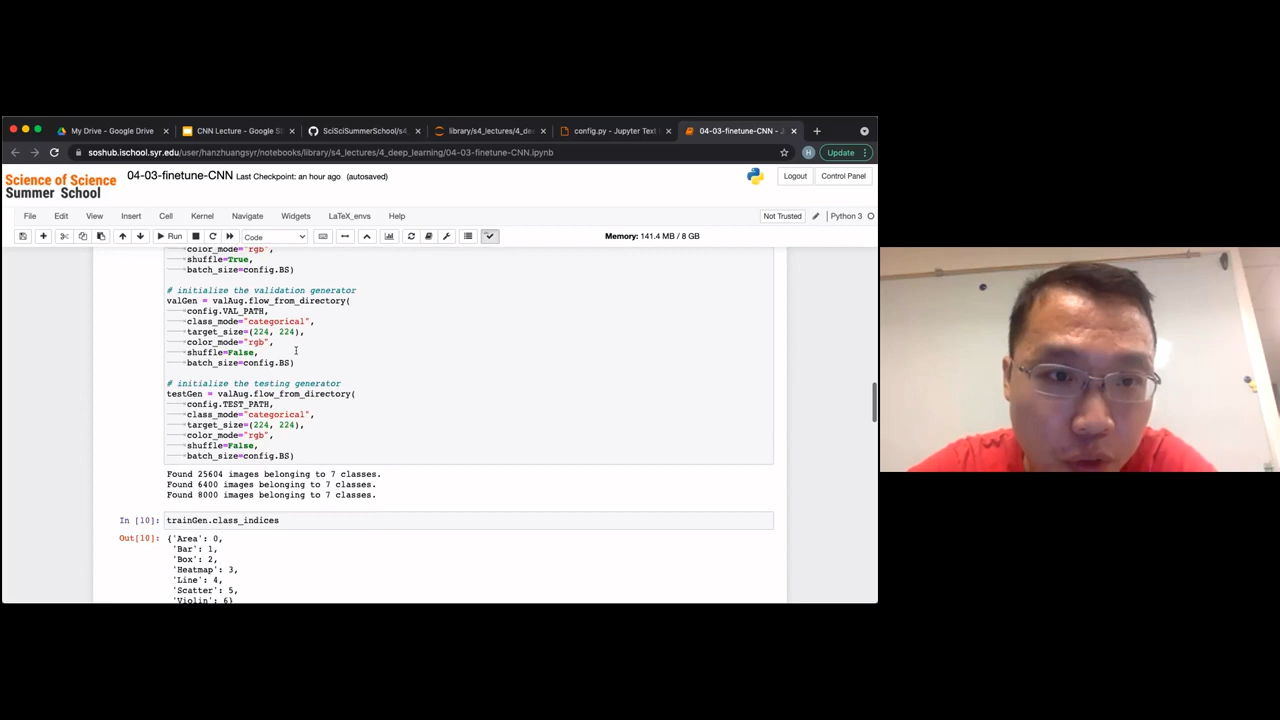 My Drive - Google Drive
CNN Lecture - Google S
SciSciSummerSchool/s4_
library/s4_lectures/4_dee
config.py - Jupyter Text
04-03-finetune-CNN - J
soshub.ischool.syr.edu/user/hanzhuangsyr/notebooks/library/s4_lectures/4_deep_learning/04-03-finetune-CNN.ipynb
H
Update
Science of Science
Summer School
04-03-finetune-CNN Last Checkpoint: an hour ago (autosaved)
Logout
Control Panel
File Edit View Insert Cell Kernel Navigate Widgets LaTeX_envs Help
Not Trusted
Python 3
Run
Code
Memory: 141.4 MB / 8 GB
color_mode="rgb",
shuffle=True,
batch_size=config.BS)
# initialize the validation generator
valGen = valAug.flow_from_directory(
config.VAL_PATH,
class_mode="categorical",
target_size=(224, 224),
color_mode="rgb",
shuffle=False,
batch_size=config.BS)
# initialize the testing generator
testGen = valAug.flow_from_directory(
config.TEST_PATH,
class_mode="categorical",
target_size=(224, 224),
color_mode="rgb",
shuffle=False,
batch_size=config.BS)
Found 25604 images belonging to 7 classes.
Found 6400 images belonging to 7 classes.
Found 8000 images belonging to 7 classes.
In [10]: trainGen.class_indices
Out[10]: {'Area': 0,
'Bar': 1,
'Box': 2,
'Heatmap': 3,
'Line': 4,
'Scatter': 5,
'Violin': 6}